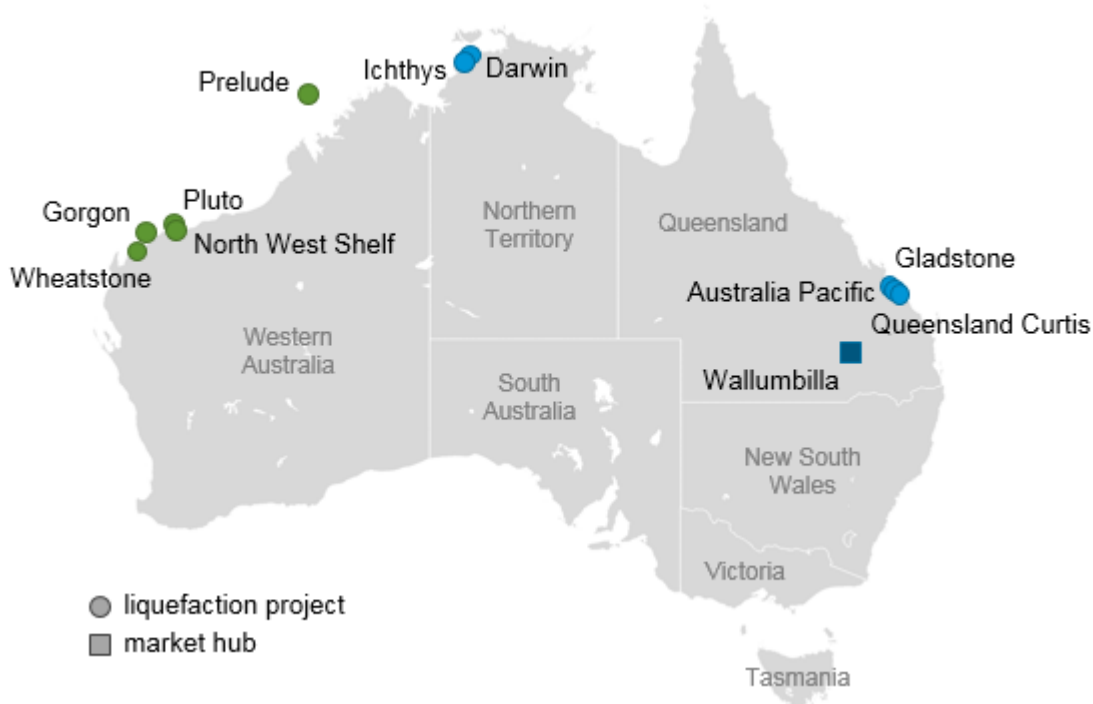 Ichthys
Darwin
Prelude
Pluto
Gorgon
North West Shelf
Wheatstone
Northern
Territory
Queensland
Gladstone
Australia Pacific
Queensland Curtis
Western
Australia
Wallumbilla
South
Australia
New South
Wales
Victoria
liquefaction project
market hub
Tasmania